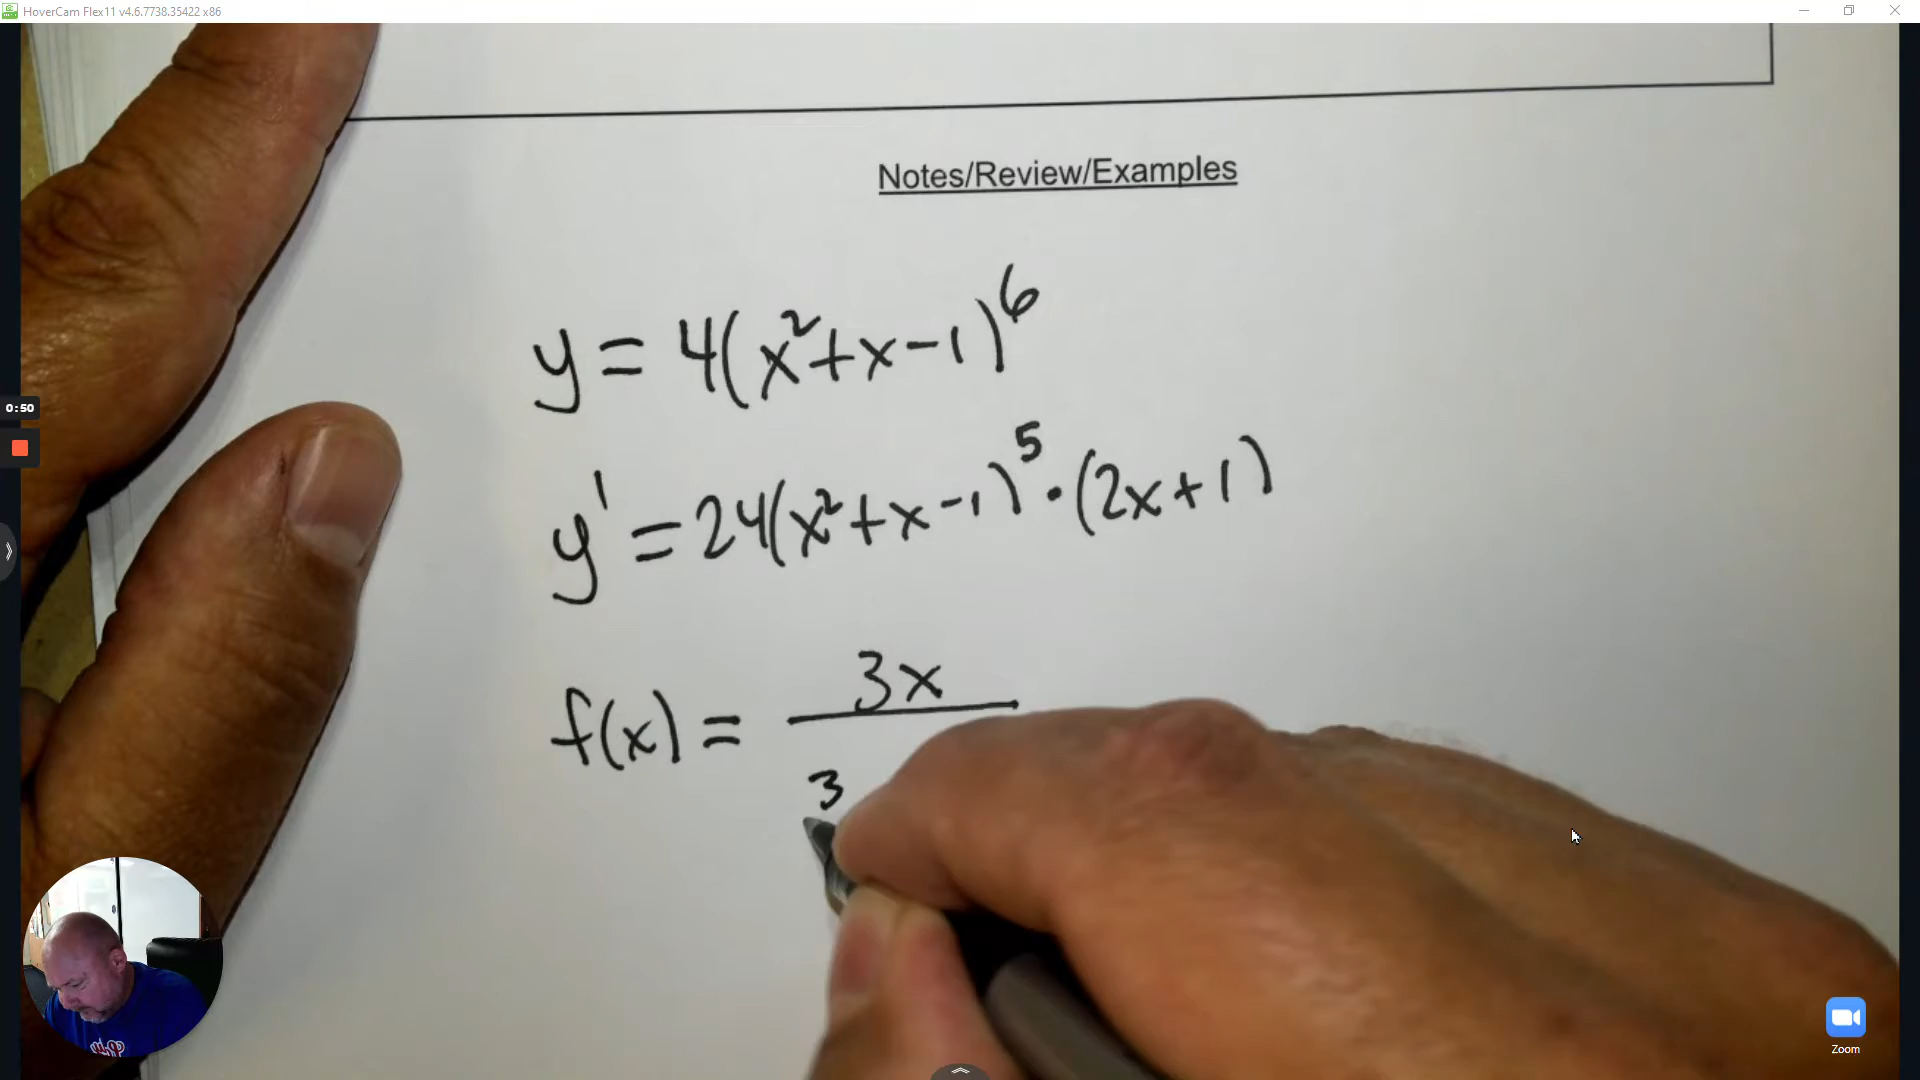 HoverCam Flex11 v4.6.7738.35422 x86
Notes/Review/Examples
y = 4(x²+x-1)⁶
0:50
y' = 24(x²+x-1)⁵·(2x+1)
f(x) = 3x
3
Zoom